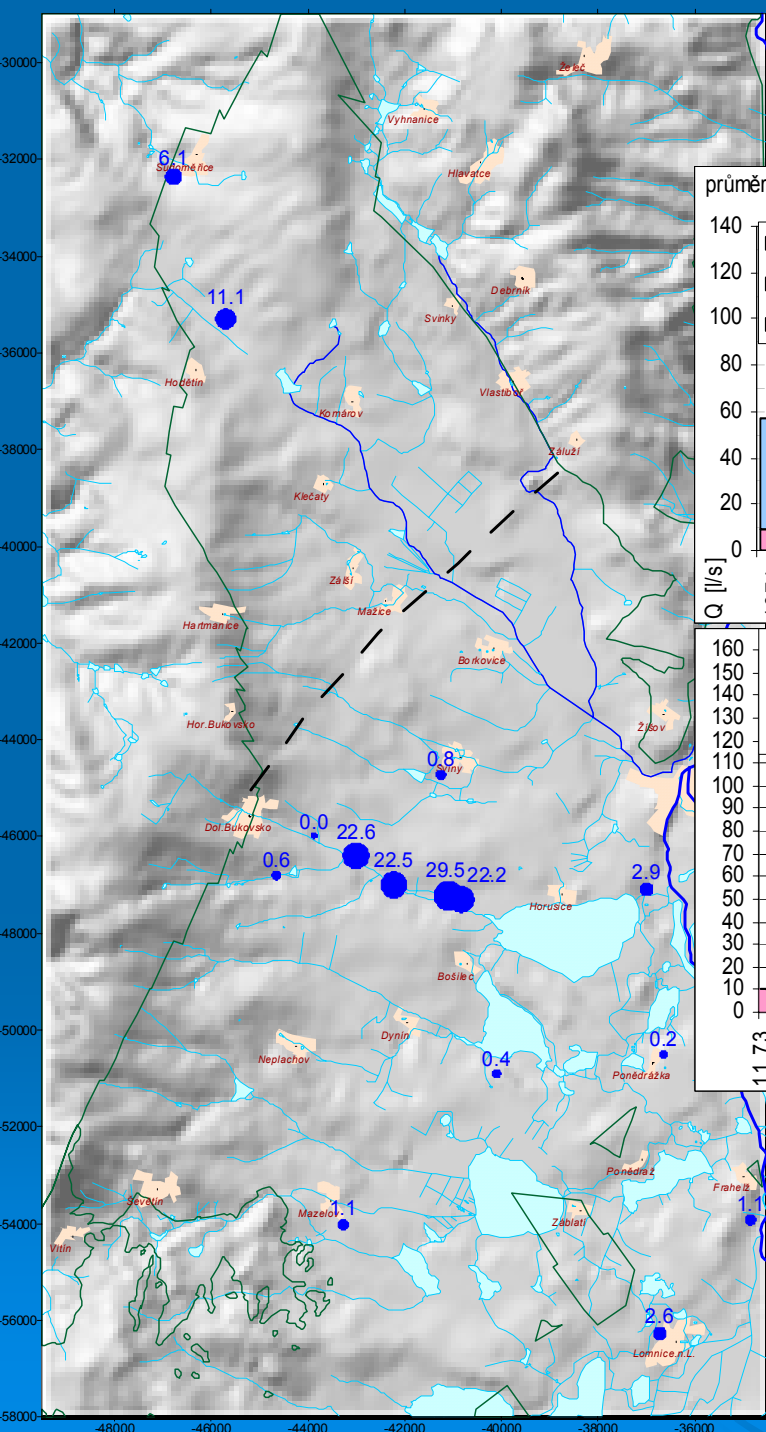 -30000
-32000
-34000
-36000
-38000
-40000
-42000
-44000
-46000
-48000
-50000
-52000
-54000
-56000
-58000
-48000
-46000
-44000
-42000
-40000
-38000
-36000
Želeč
Vyhnanice
Hlavatce
6.1
Sudoměřice
11.1
Debrník
Svinky
Hodětín
Komárov
Vlastiboř
Záluží
Klečaty
Zálší
Mažice
Hartmanice
Borkovice
Hor.Bukovsko
Žíšov
0.8
Sviny
Dol.Bukovsko
0.0
22.6
22.5
0.6
29.5
22.2
2.9
Horusice
Bošilec
Dynín
Neplachov
0.4
0.2
Ponědrážka
Ponědraž
Ševětín
Mazelov
1.1
Frahelž
1.1
Vitín
Záblatí
2.6
Lomnice.n.L.
průměr
140
120
100
80
60
40
20
0
Q [l/s]
160
150
140
130
120
110
100
90
80
70
60
50
40
30
20
10
0
11.73